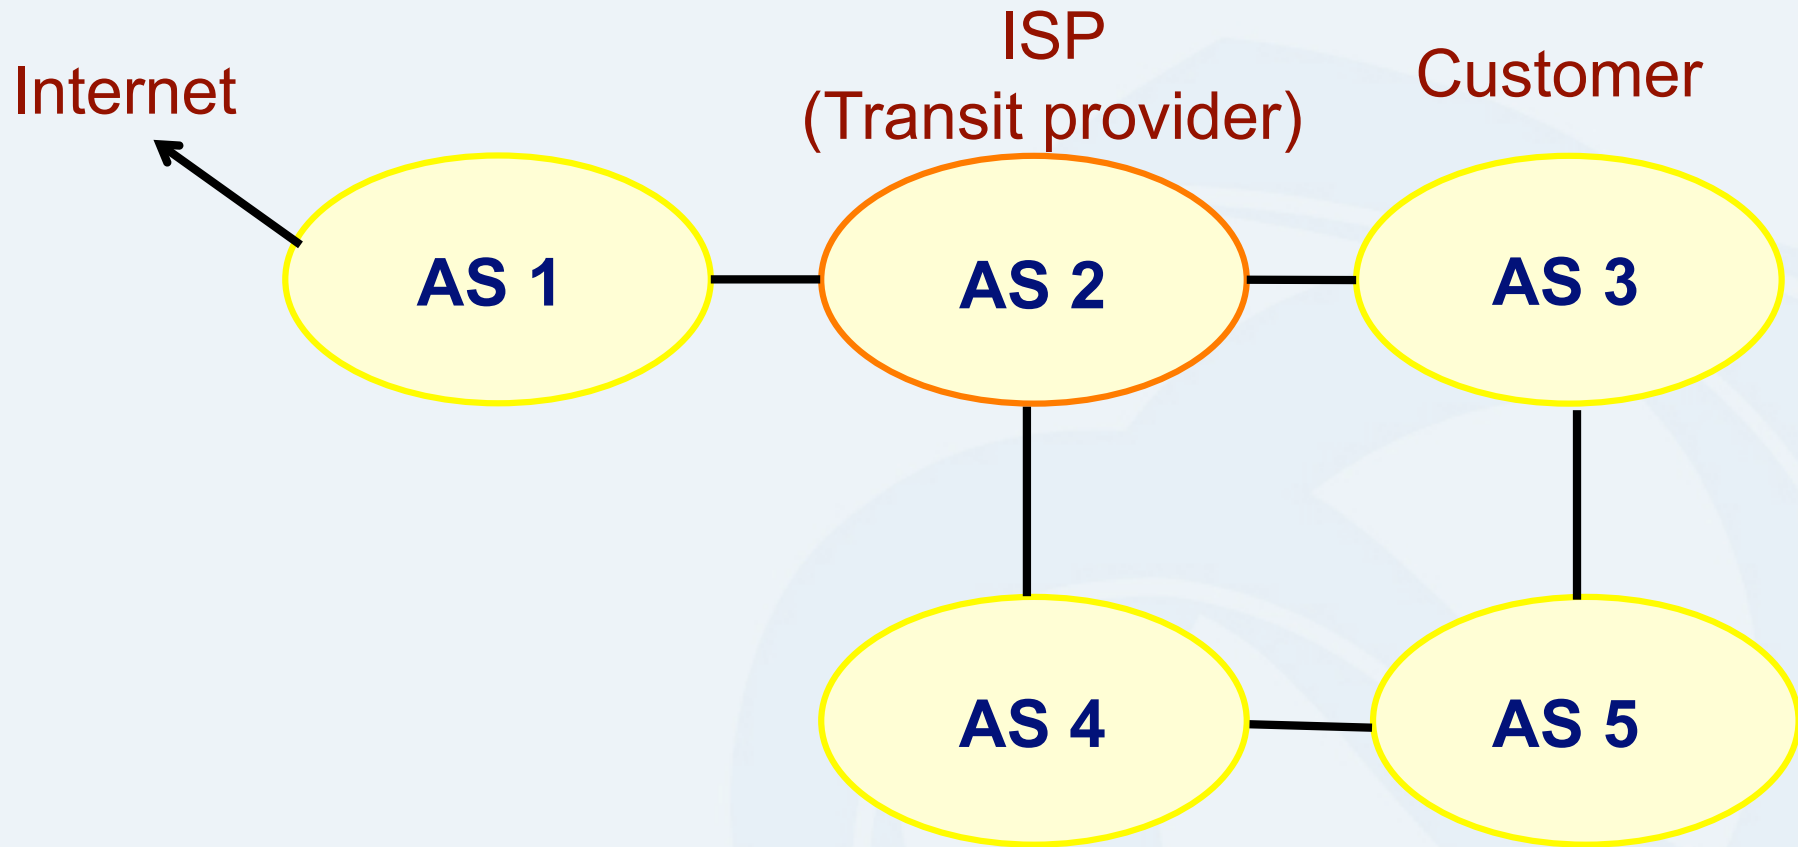 ISP
(Transit provider)
Internet
Customer
AS 1
AS 2
AS 3
AS 4
AS 5